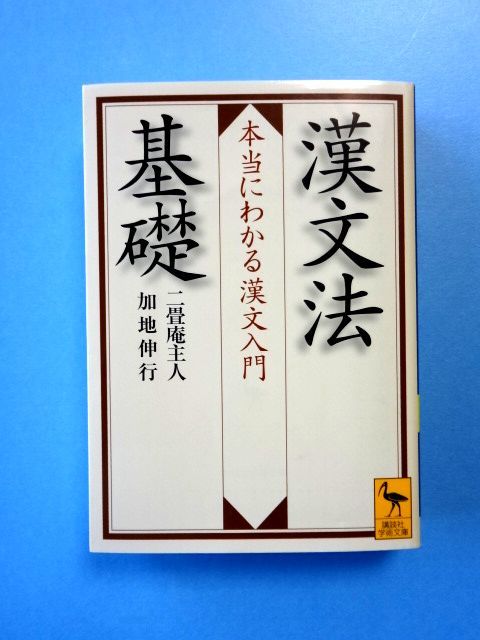 漢文法
基礎
本当にわかる漢文入門
二畳庵主人
加地伸行
講談社
学術文庫